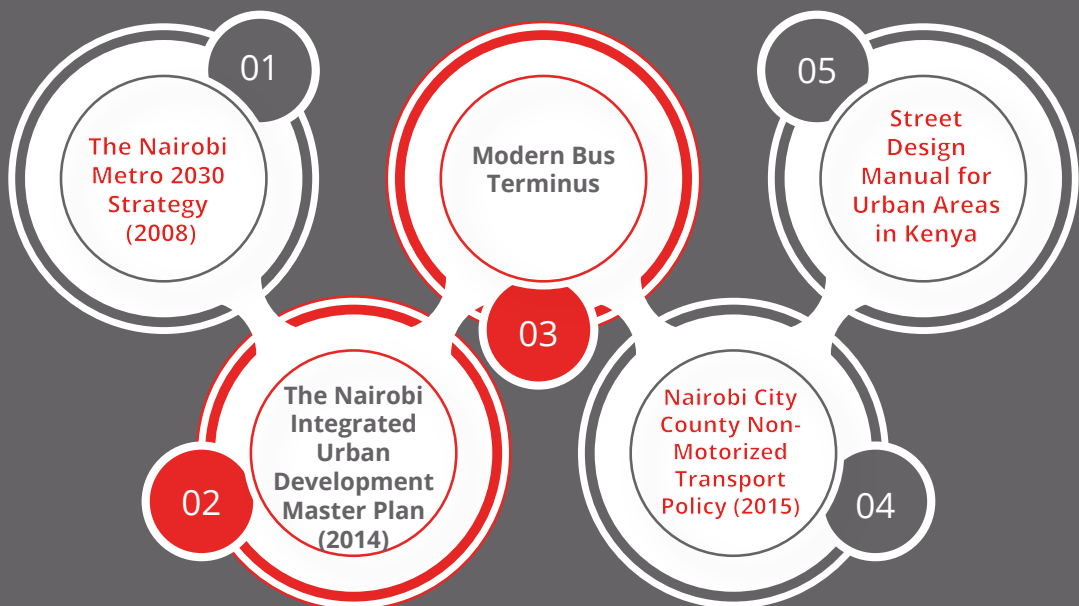 01
The Nairobi
Metro 2030
Strategy
(2008)
02
The Nairobi
Integrated
Urban
Development
Master Plan
(2014)
03
Modern Bus
Terminus
04
Nairobi City
County Non-
Motorized
Transport
Policy (2015)
05
Street
Design
Manual for
Urban Areas
in Kenya